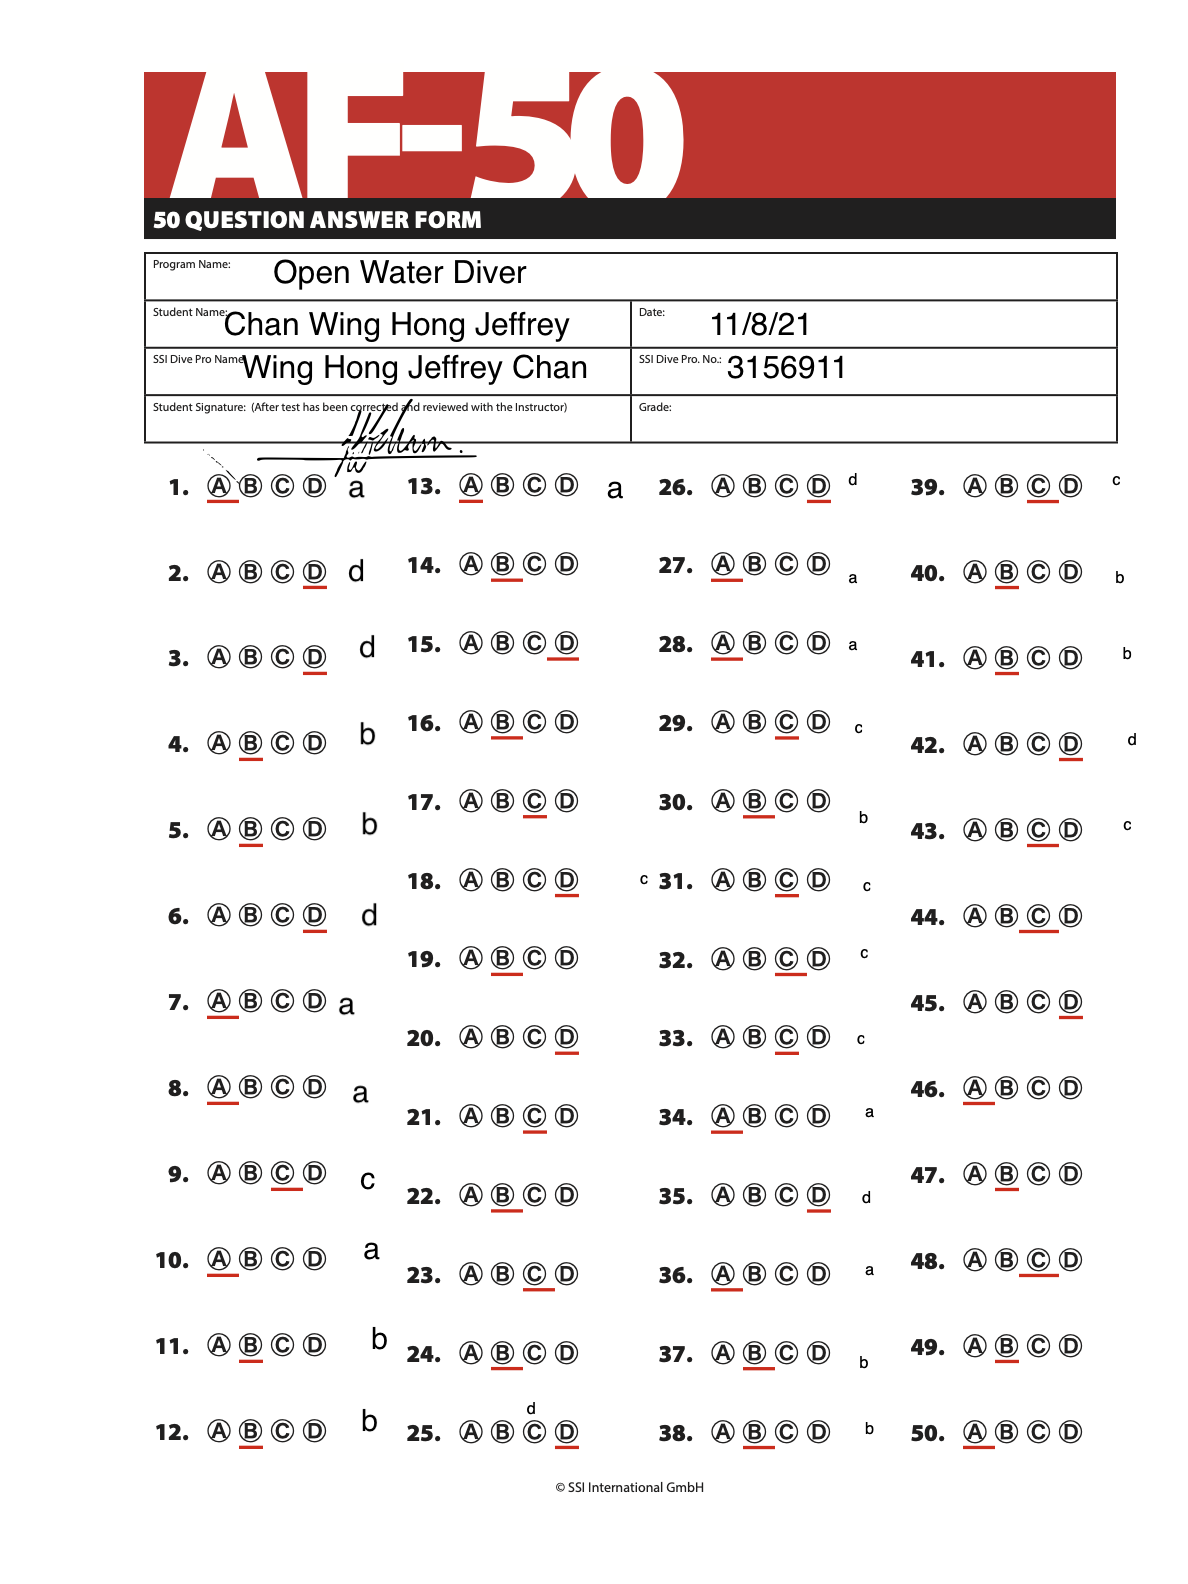 AF-50
50 QUESTION ANSWER FORM
Program Name: Open Water Diver
Student Name: Chan Wing Hong Jeffrey
Date: 11/8/21
SSI Dive Pro Name Wing Hong Jeffrey Chan
SSI Dive Pro. No.: 3156911
Student Signature: (After test has been corrected and reviewed with the Instructor)
Grade:
1. A B C D a
2. A B C D d
3. A B C D d
4. A B C D b
5. A B C D b
6. A B C D d
7. A B C D a
8. A B C D a
9. A B C D c
10. A B C D a
11. A B C D b
12. A B C D b
13. A B C D a
14. A B C D
15. A B C D
16. A B C D
17. A B C D
18. A B C D c
19. A B C D
20. A B C D
21. A B C D
22. A B C D
23. A B C D
24. A B C D
d
25. A B C D
26. A B C D d
27. A B C D a
28. A B C D a
29. A B C D c
30. A B C D b
31. A B C D c
32. A B C D c
33. A B C D c
34. A B C D a
35. A B C D d
36. A B C D a
37. A B C D b
38. A B C D b
39. A B C D c
40. A B C D b
41. A B C D b
42. A B C D d
43. A B C D c
44. A B C D
45. A B C D
46. A B C D
47. A B C D
48. A B C D
49. A B C D
50. A B C D
© SSI International GmbH